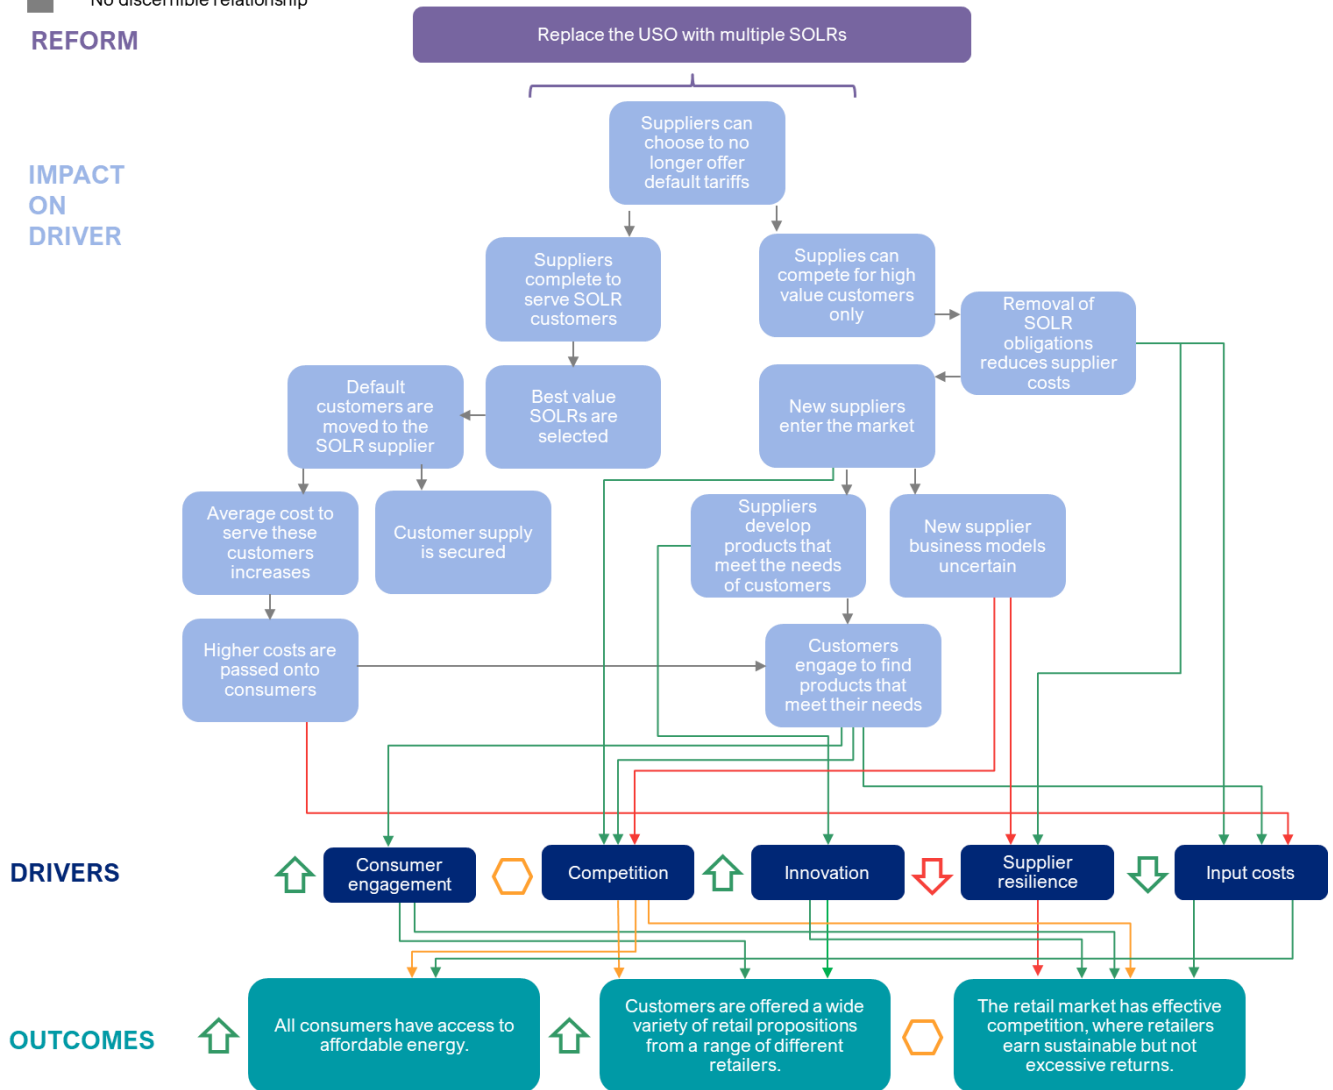 No discernible relationship
REFORM
Replace the USO with multiple SOLRs
Suppliers can
choose to no
longer offer
default tariffs
IMPACT
ON
DRIVER
Suppliers
complete to
serve SOLR
customers
Supplies can
compete for high
value customers
only
Removal of
SOLR
obligations
reduces supplier
costs
Default
customers are
moved to the
SOLR supplier
Best value
SOLRs are
selected
New suppliers
enter the market
Average cost to
serve these
customers
increases
Customer supply
is secured
Suppliers
develop
products that
meet the needs
of customers
New supplier
business models
uncertain
Higher costs are
passed onto
consumers
Customers
engage to find
products that
meet their needs
DRIVERS
Consumer
engagement
Competition
Innovation
Supplier
resilience
Input costs
OUTCOMES
All consumers have access to
affordable energy.
Customers are offered a wide
variety of retail propositions
from a range of different
retailers.
The retail market has effective
competition, where retailers
earn sustainable but not
excessive returns.